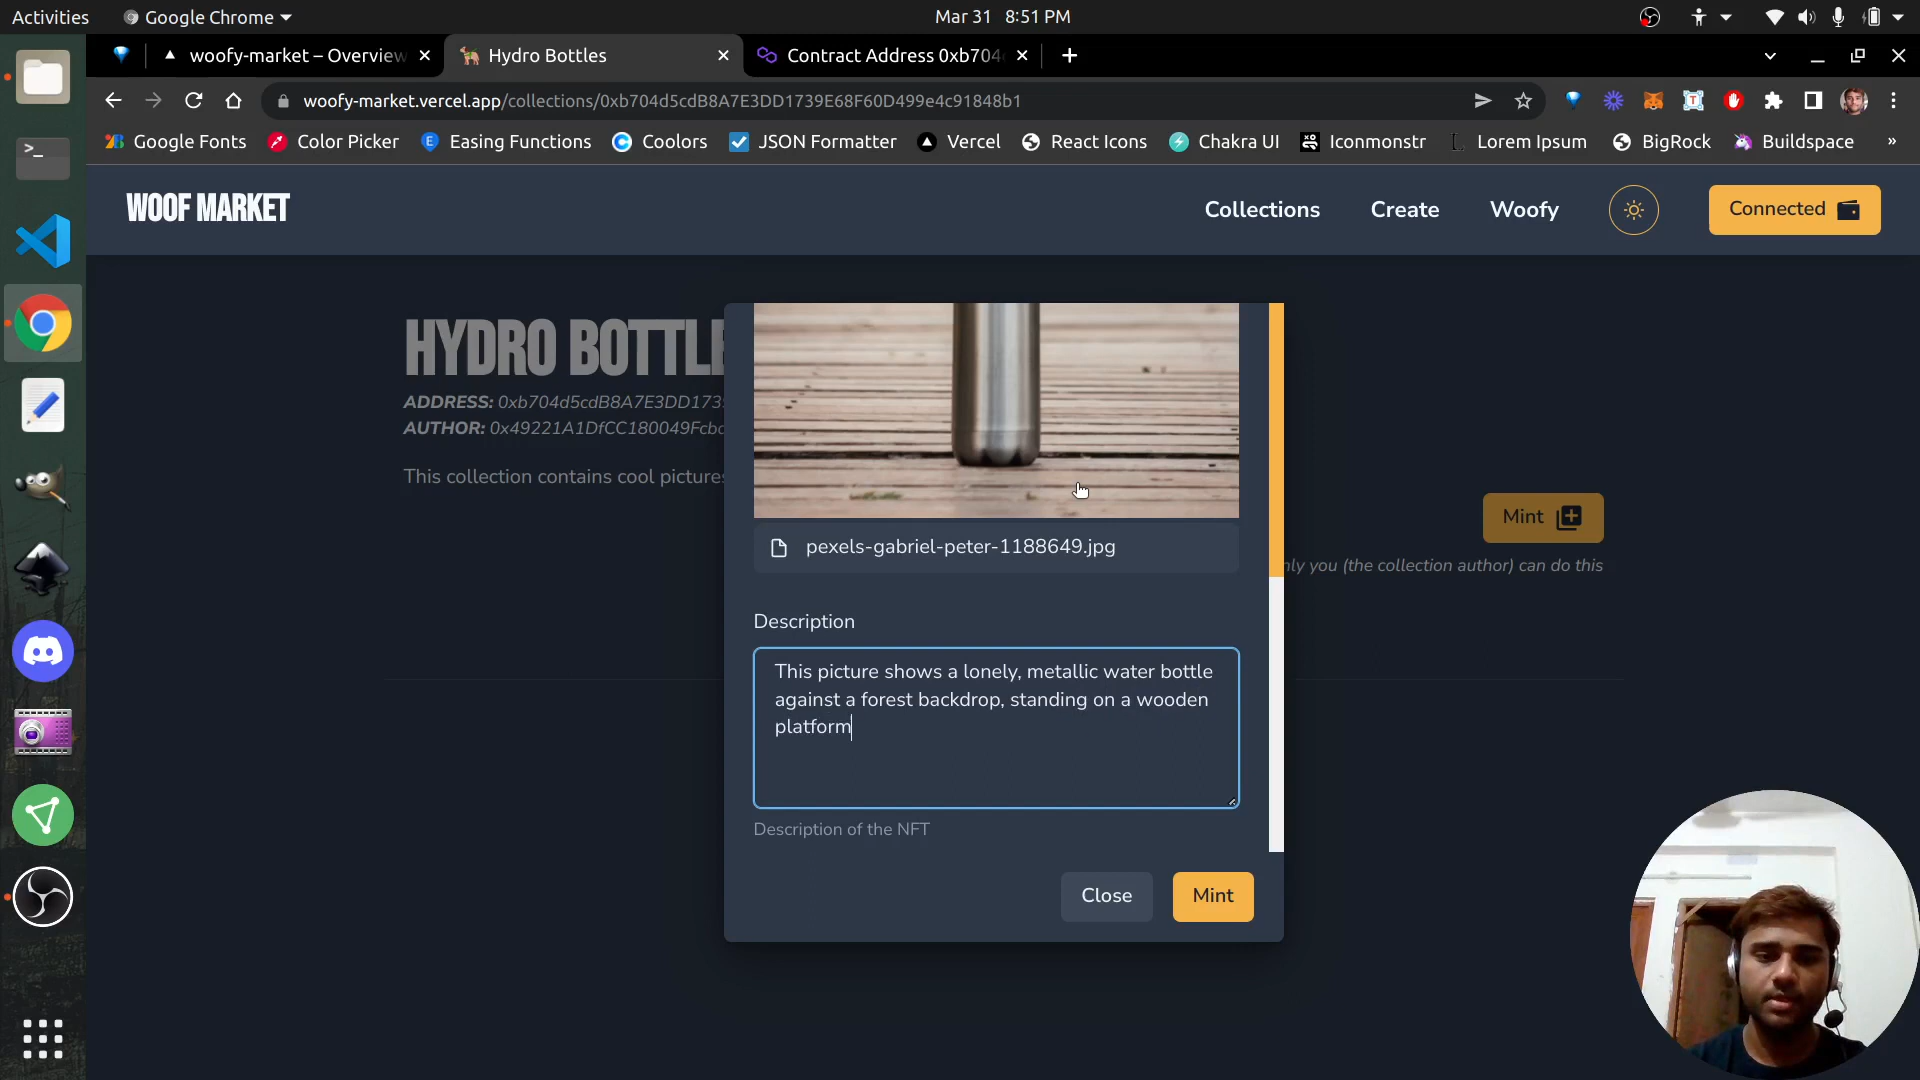 Activities
Google Chrome
Mar 31 8:51 PM
woofy-market – Overview
Hydro Bottles
Contract Address 0xb704
woofy-market.vercel.app/collections/0xb704d5cdB8A7E3DD1739E68F60D499e4c91848b1
Google Fonts
Color Picker
Easing Functions
Coolors
JSON Formatter
Vercel
React Icons
Chakra UI
Iconmonstr
Lorem Ipsum
BigRock
Buildspace
»
WOOF MARKET
Collections
Create
Woofy
Connected
HYDRO BOTTLE
ADDRESS: 0xb704d5cdB8A7E3DD173
AUTHOR: 0x49221A1DfCC180049Fcb
This collection contains cool pictures
Mint
only you (the collection author) can do this
pexels-gabriel-peter-1188649.jpg
Description
This picture shows a lonely, metallic water bottle
against a forest backdrop, standing on a wooden
platform
Description of the NFT
Close
Mint